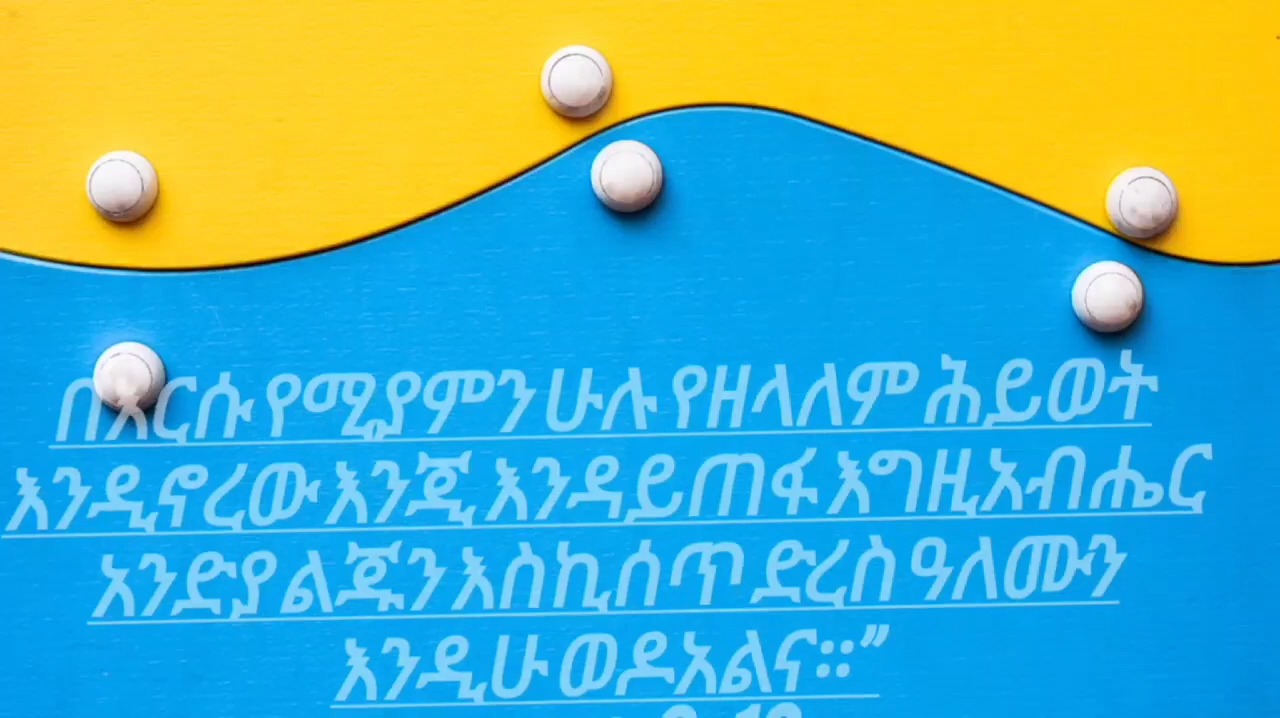 በእርሱ የሚያምን ሁሉ የዘላለም ሕይወት
እንዲኖረው እንጂ እንዳይጠፋ እግዚአብሔር
አንድያ ልጁን እስኪሰጥ ድረስ ዓለሙን
እንዲሁ ወዶአልና።”